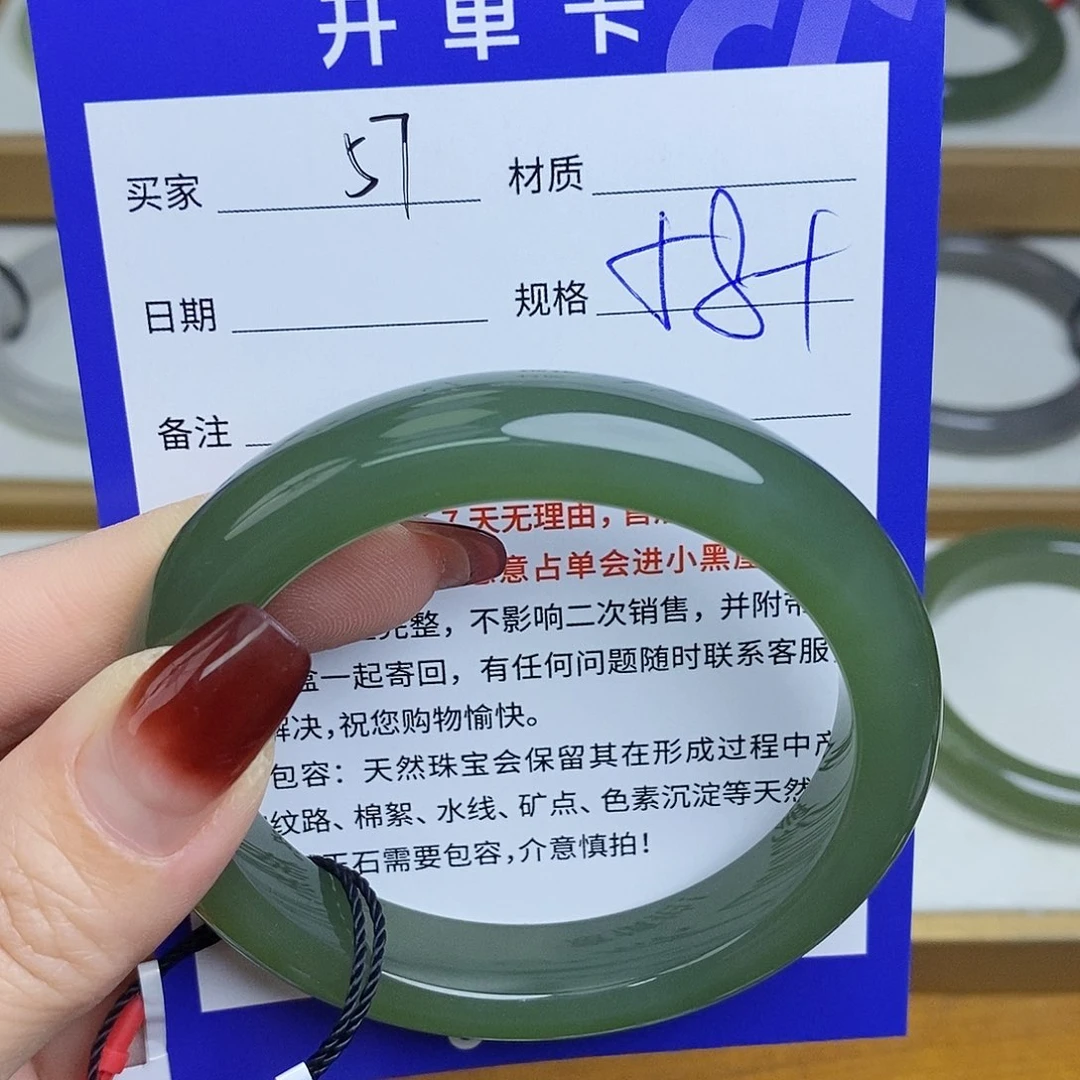 开单卡
买家 57 材质
日期 规格
备注
7天无理由，
意占单会进小黑屋
完整，不影响二次销售，并附带
盒一起寄回，有任何问题随时联系客服
解决，祝您购物愉快。
包容：天然珠宝会保留其在形成过程中产
纹路、棉絮、水线、矿点、色素沉淀等天然
玉石需要包容，介意慎拍！